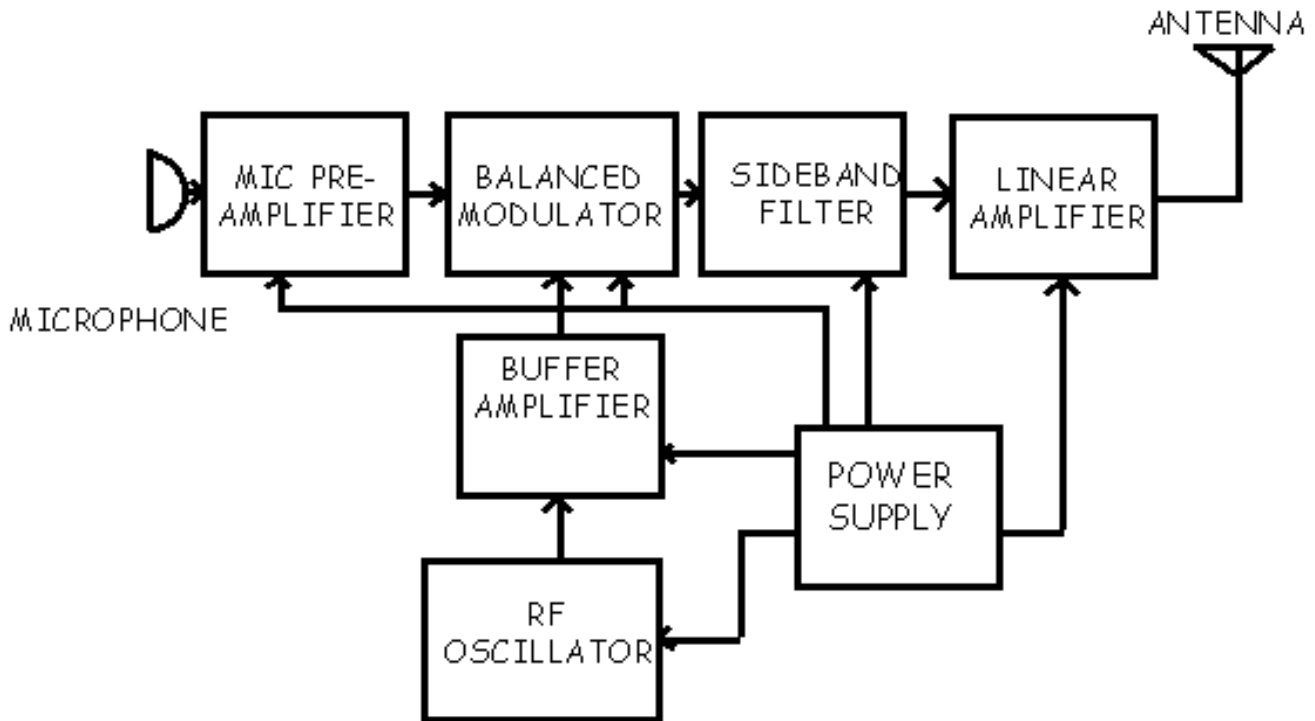 ANTENNA
MIC PRE-
AMPLIFIER
BALANCED
MODULATOR
SIDEBAND
FILTER
LINEAR
AMPLIFIER
MICROPHONE
BUFFER
AMPLIFIER
POWER
SUPPLY
RF
OSCILLATOR